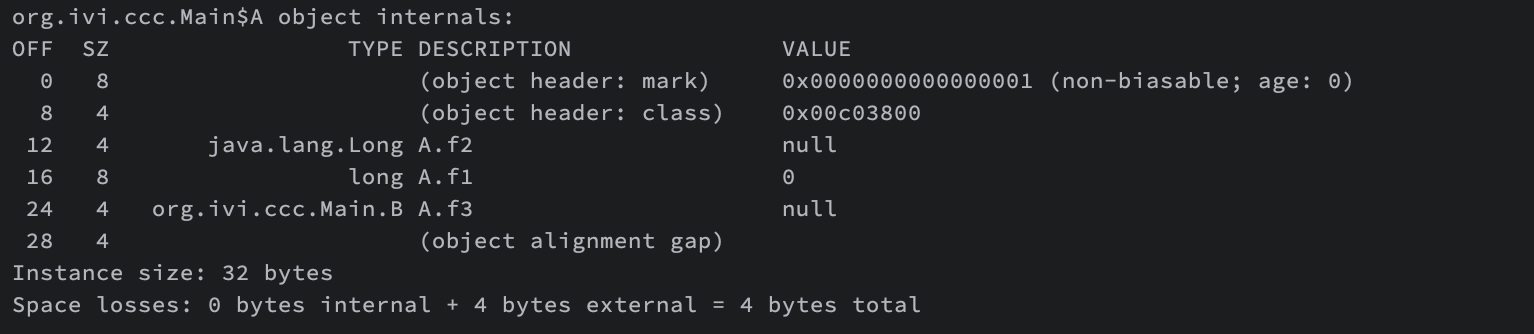 org.ivi.ccc.Main$A object internals:
OFF  SZ                 TYPE DESCRIPTION               VALUE
  0   8                      (object header: mark)     0x0000000000000001 (non-biasable; age: 0)
  8   4                      (object header: class)    0x00c03800
 12   4       java.lang.Long A.f2                      null
 16   8                 long A.f1                      0
 24   4   org.ivi.ccc.Main.B A.f3                      null
 28   4                      (object alignment gap)
Instance size: 32 bytes
Space losses: 0 bytes internal + 4 bytes external = 4 bytes total